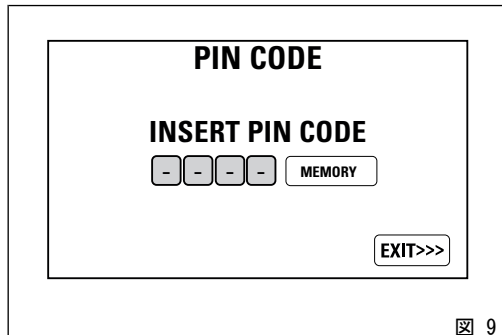 PIN CODE
INSERT PIN CODE
- - - - MEMORY
EXIT>>>
図 9